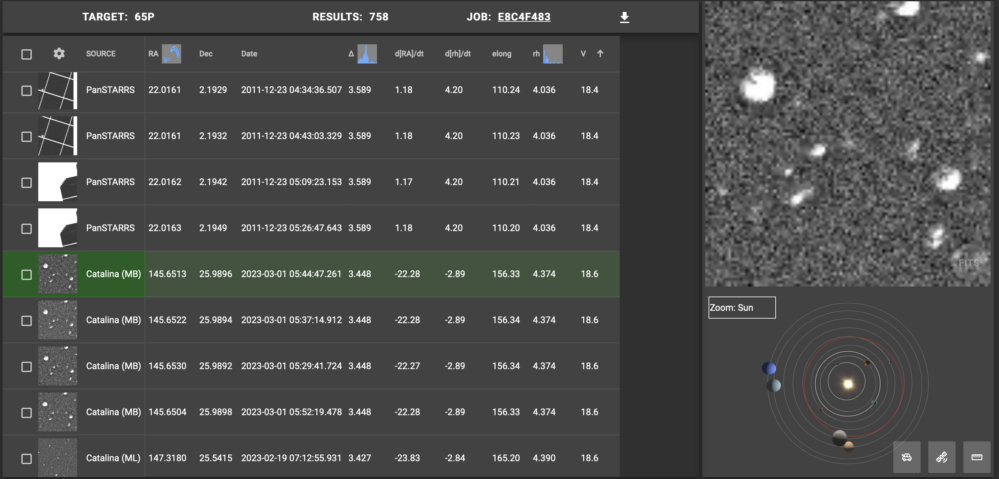 TARGET: 65P RESULTS: 758 JOB: E8C4F483
SOURCE RA Dec Date Δ d[RA]/dt d[rh]/dt elong rh V
PanSTARRS 22.0161 2.1929 2011-12-23 04:34:36.507 3.589 1.18 4.20 110.24 4.036 18.4
PanSTARRS 22.0161 2.1932 2011-12-23 04:43:03.329 3.589 1.18 4.20 110.23 4.036 18.4
PanSTARRS 22.0162 2.1942 2011-12-23 05:09:23.153 3.589 1.17 4.20 110.21 4.036 18.4
PanSTARRS 22.0163 2.1949 2011-12-23 05:26:47.643 3.589 1.18 4.20 110.20 4.036 18.4
Catalina (MB) 145.6513 25.9896 2023-03-01 05:44:47.261 3.448 -22.28 -2.89 156.33 4.374 18.6
Catalina (MB) 145.6522 25.9894 2023-03-01 05:37:14.912 3.448 -22.28 -2.89 156.34 4.374 18.6
Catalina (MB) 145.6530 25.9892 2023-03-01 05:29:41.724 3.448 -22.27 -2.89 156.34 4.374 18.6
Catalina (MB) 145.6504 25.9898 2023-03-01 05:52:19.478 3.448 -22.28 -2.89 156.33 4.374 18.6
Catalina (ML) 147.3180 25.5415 2023-02-19 07:12:55.931 3.427 -23.83 -2.84 165.20 4.390 18.6
FITS
Zoom: Sun